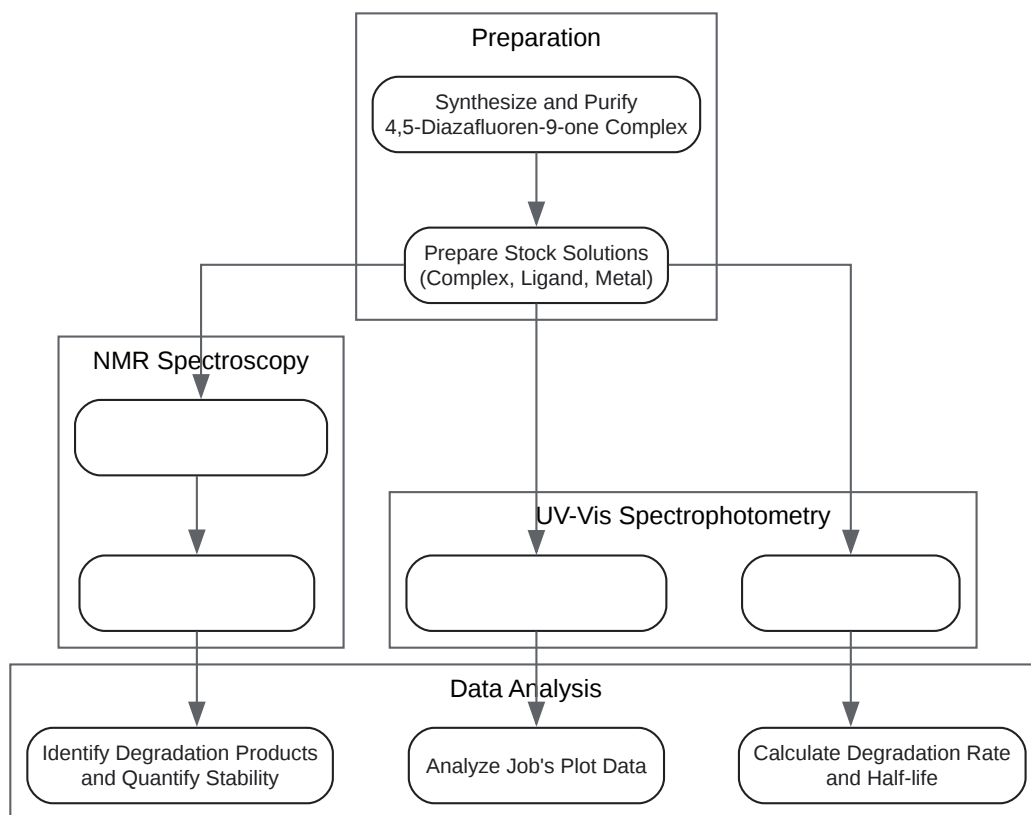 Preparation
Synthesize and Purify
4,5-Diazafluoren-9-one Complex
Prepare Stock Solutions
(Complex, Ligand, Metal)
NMR Spectroscopy
UV-Vis Spectrophotometry
Data Analysis
Identify Degradation Products
and Quantify Stability
Analyze Job's Plot Data
Calculate Degradation Rate
and Half-life